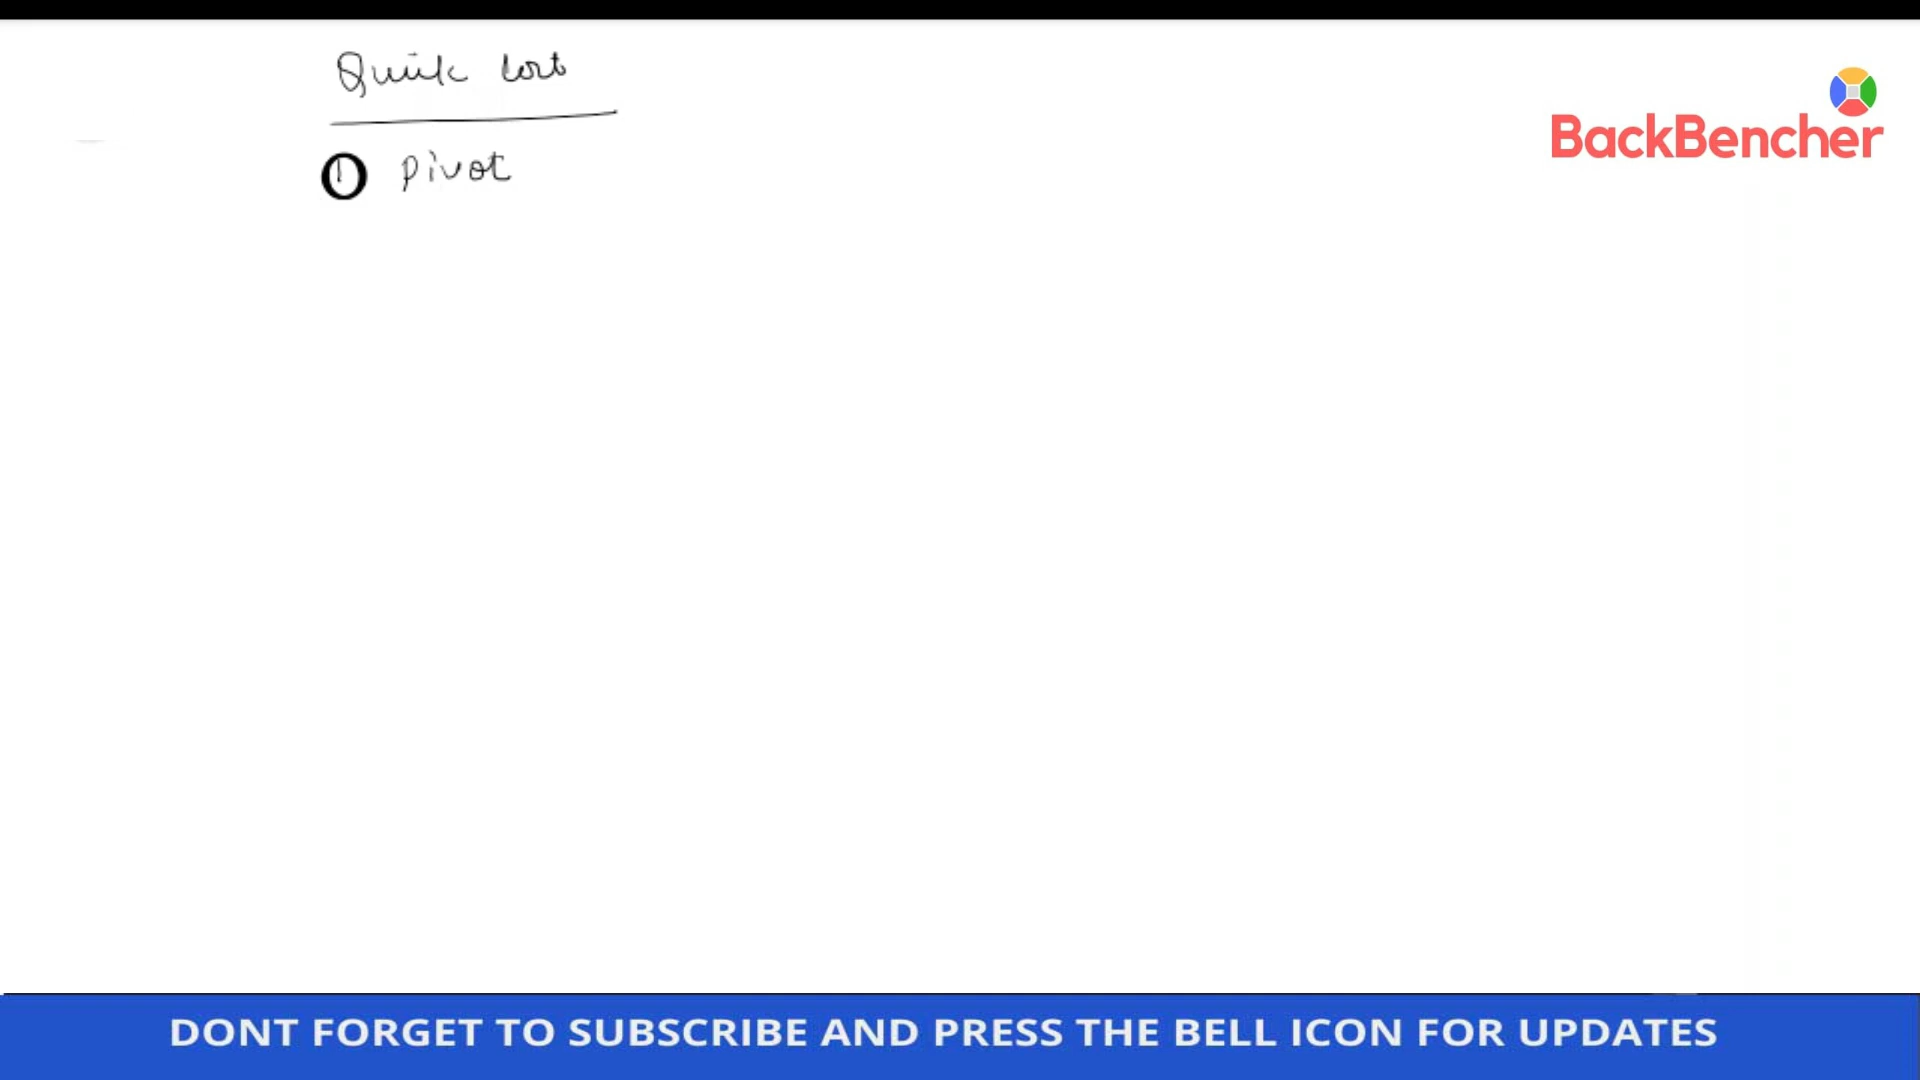 Quick sort
① pivot
BackBencher
DONT FORGET TO SUBSCRIBE AND PRESS THE BELL ICON FOR UPDATES